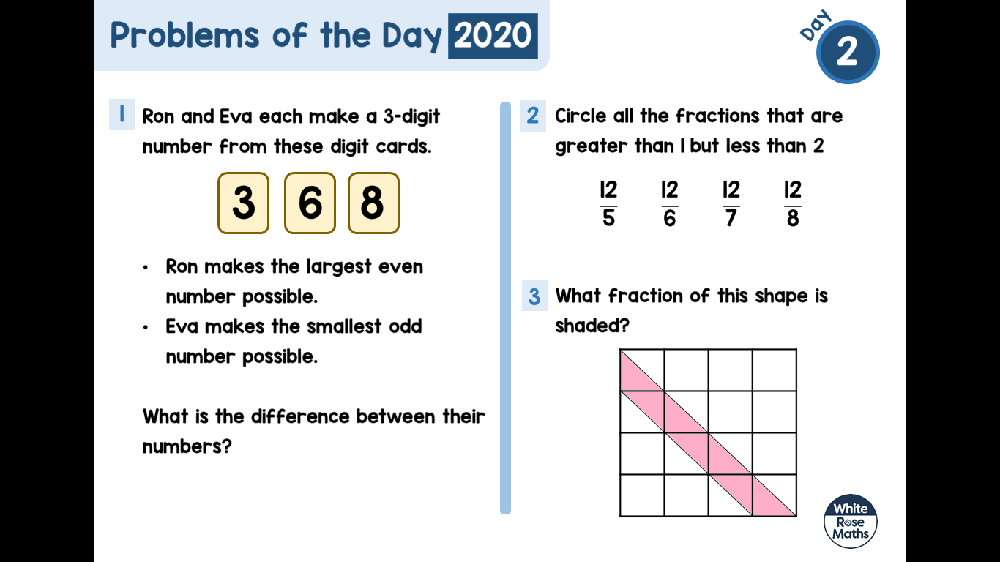 Problems of the Day 2020
Day
2
1
Ron and Eva each make a 3-digit
number from these digit cards.
3 6 8
• Ron makes the largest even
number possible.
• Eva makes the smallest odd
number possible.
What is the difference between their
numbers?
2
Circle all the fractions that are
greater than 1 but less than 2
12 12 12 12
5 6 7 8
3
What fraction of this shape is
shaded?
White
Rose
Maths